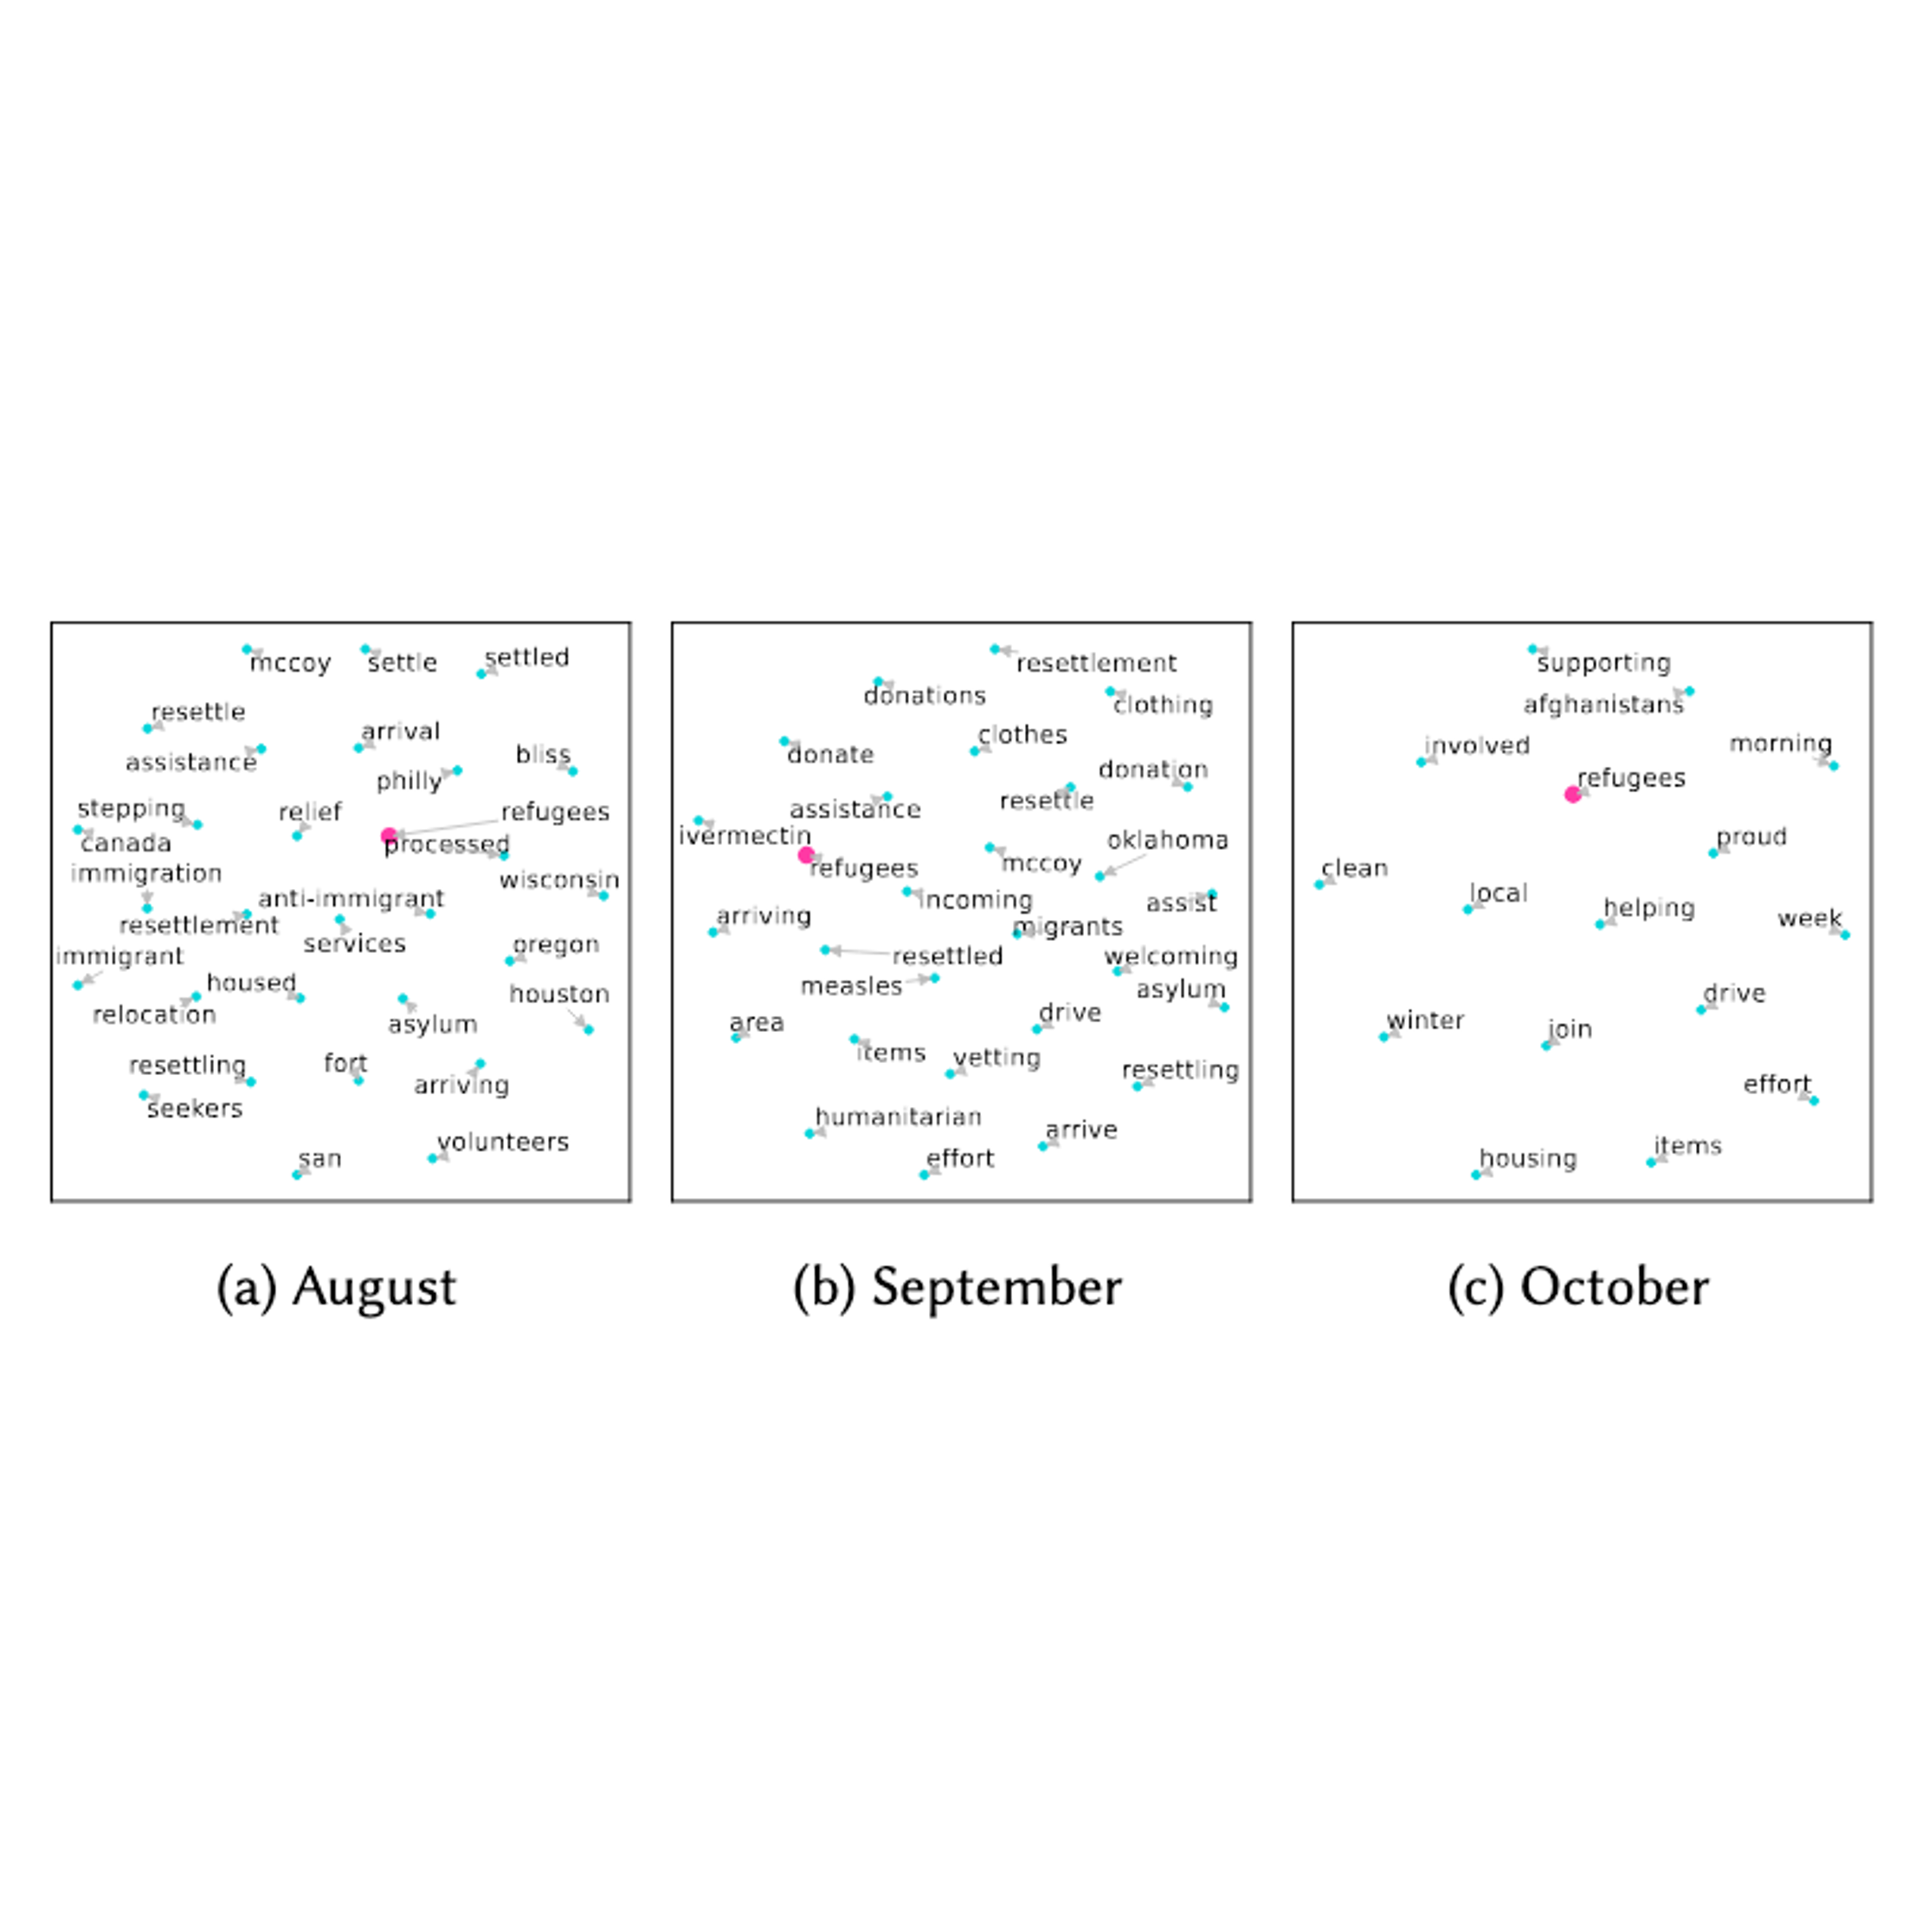 mccoy
settle
settled
resettle
arrival
assistance
philly
bliss
stepping
relief
refugees
canada
processed
immigration
wisconsin
anti-immigrant
resettlement
services
oregon
immigrant
housed
houston
relocation
asylum
resettling
fort
arriving
seekers
volunteers
san
(a) August
resettlement
donations
clothing
clothes
donate
donation
resettle
assistance
ivermectin
oklahoma
mccoy
refugees
incoming
assist
arriving
migrants
resettled
welcoming
measles
asylum
area
drive
items
vetting
resettling
humanitarian
arrive
effort
(b) September
supporting
afghanistans
involved
morning
refugees
proud
clean
local
helping
week
drive
winter
join
effort
items
housing
(c) October